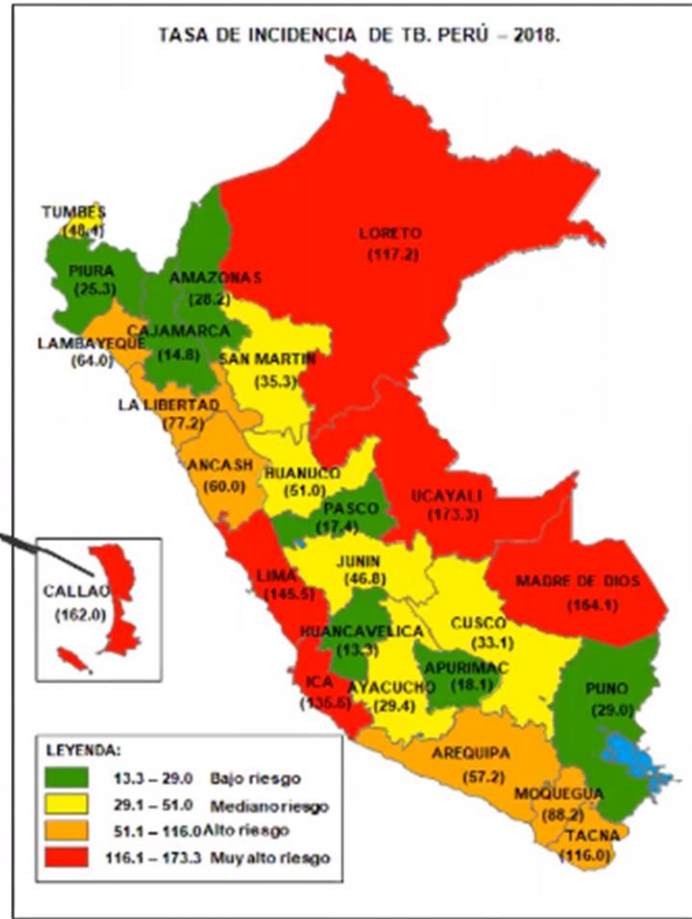 TASA DE INCIDENCIA DE TB. PERÚ – 2018.
TUMBES
(48.4)
LORETO
(117.2)
PIURA
(25.3)
AMAZONAS
(28.2)
LAMBAYEQUE
(64.0)
CAJAMARCA
(14.8)
SAN MARTIN
(35.3)
LA LIBERTAD
(77.2)
ANCASH
(60.0)
HUANUCO
(51.0)
UCAYALI
(173.3)
PASCO
(17.4)
CALLAO
(162.0)
LIMA
(145.5)
JUNIN
(46.8)
MADRE DE DIOS
(164.1)
HUANCAVELICA
(13.3)
CUSCO
(33.1)
ICA
(135.5)
AYACUCHO
(29.4)
APURIMAC
(18.1)
PUNO
(29.0)
AREQUIPA
(57.2)
MOQUEGUA
(88.2)
TACNA
(116.0)
LEYENDA:
13.3 – 29.0 Bajo riesgo
29.1 – 51.0 Mediano riesgo
51.1 – 116.0 Alto riesgo
116.1 – 173.3 Muy alto riesgo